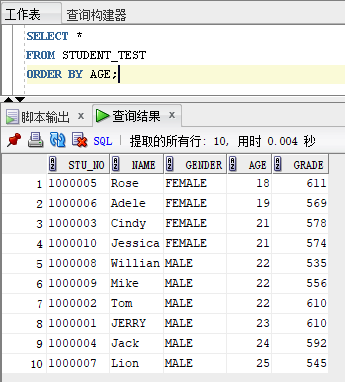 工作表 查询构建器
SELECT *
FROM STUDENT_TEST
ORDER BY AGE;
脚本输出 × 查询结果 ×
SQL | 提取的所有行: 10, 用时 0.004 秒
STU_NO NAME GENDER AGE GRADE
1 1000005 Rose FEMALE 18 611
2 1000006 Adele FEMALE 19 569
3 1000003 Cindy FEMALE 21 578
4 1000010 Jessica FEMALE 21 574
5 1000008 Willian MALE 22 535
6 1000009 Mike MALE 22 556
7 1000002 Tom MALE 22 610
8 1000001 JERRY MALE 23 610
9 1000004 Jack MALE 24 592
10 1000007 Lion MALE 25 545